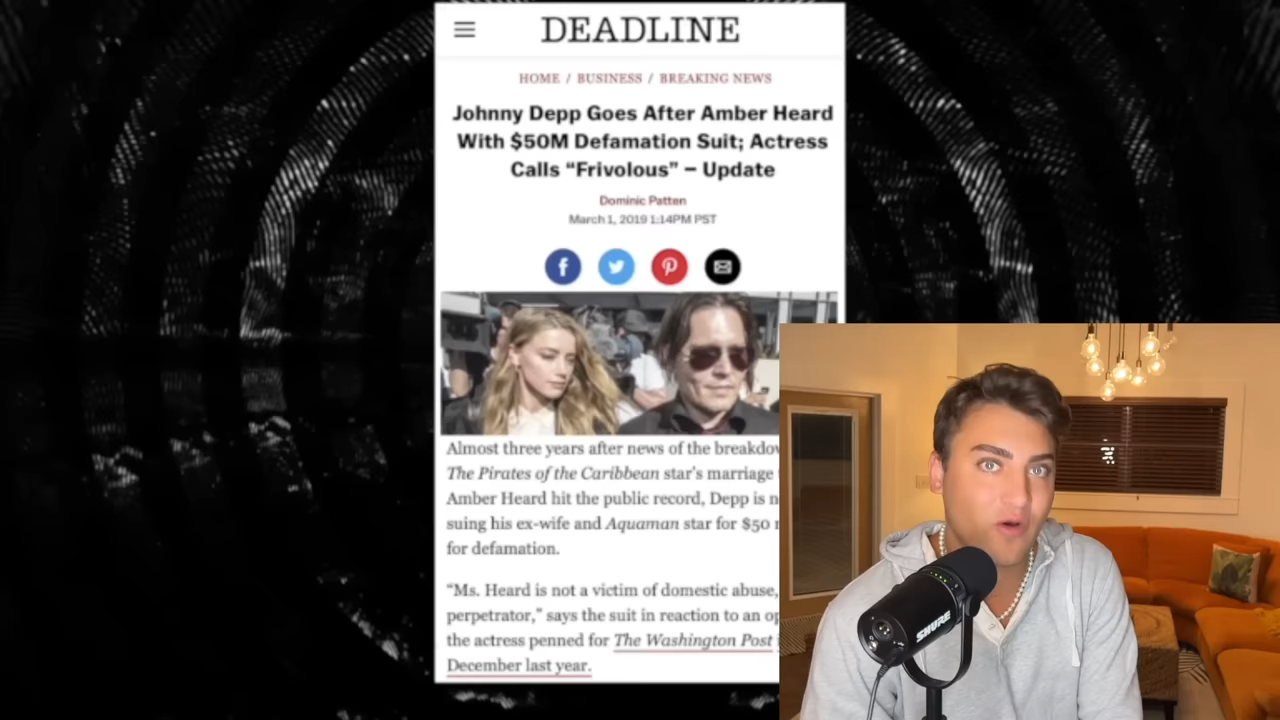 DEADLINE
HOME / BUSINESS / BREAKING NEWS
Johnny Depp Goes After Amber Heard
With $50M Defamation Suit; Actress
Calls “Frivolous” – Update
Dominic Patten
March 1, 2019 1:14PM PST
Almost three years after news of the
The Pirates of the Caribbean star’s marriage
Amber Heard hit the public record, Depp is
suing his ex-wife and Aquaman star for $50
for defamation.
“Ms. Heard is not a victim of domestic abuse,
perpetrator,” says the suit in reaction to an
the actress penned for The Washington Post
December last year.
SHURE